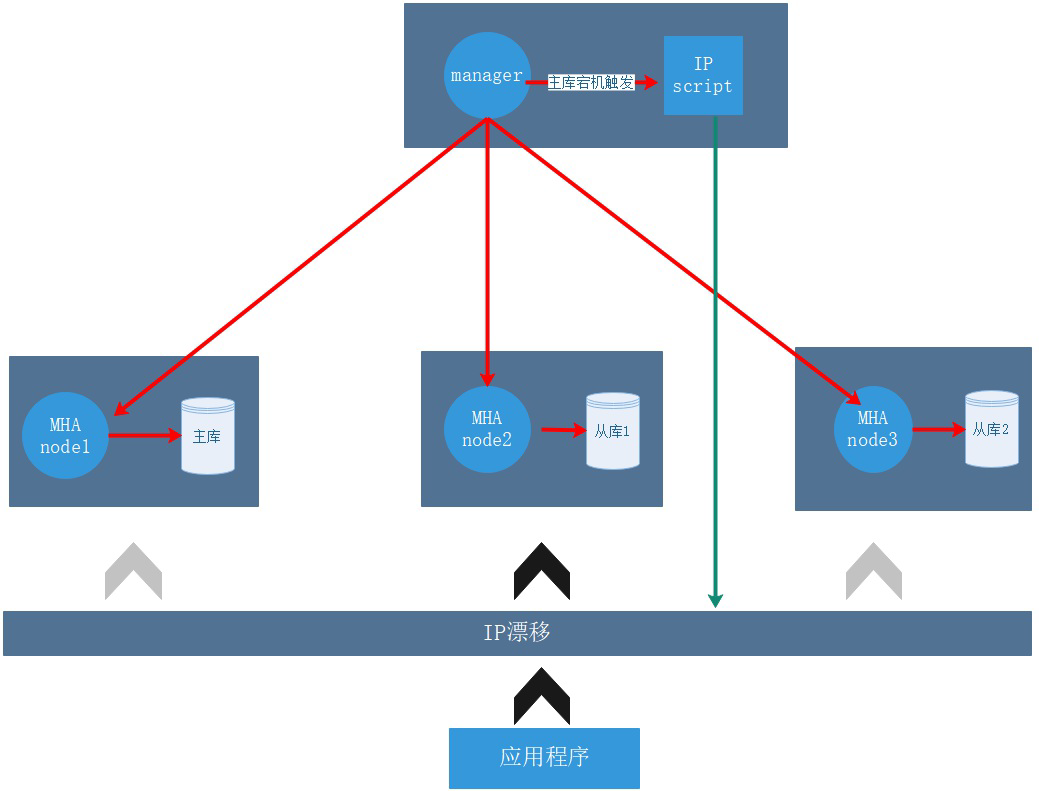 manager
主库宕机触发
IP
script
MHA
node1
主库
MHA
node2
从库1
MHA
node3
从库2
IP漂移
应用程序